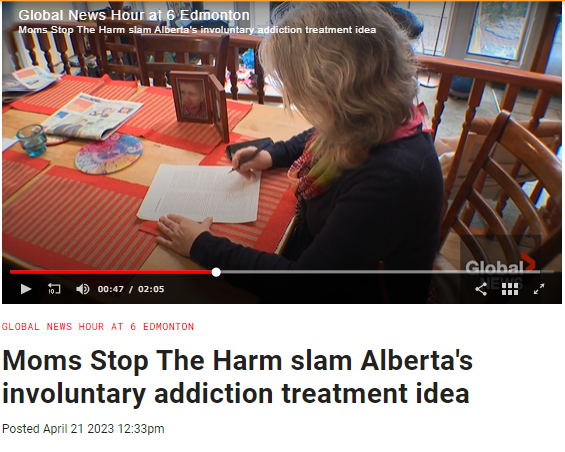 Global News Hour at 6 Edmonton
Moms Stop The Harm slam Alberta's involuntary addiction treatment idea
Global
NEWS
10
00:47 / 02:05
GLOBAL NEWS HOUR AT 6 EDMONTON
Moms Stop The Harm slam Alberta's
involuntary addiction treatment idea
Posted April 21 2023 12:33pm